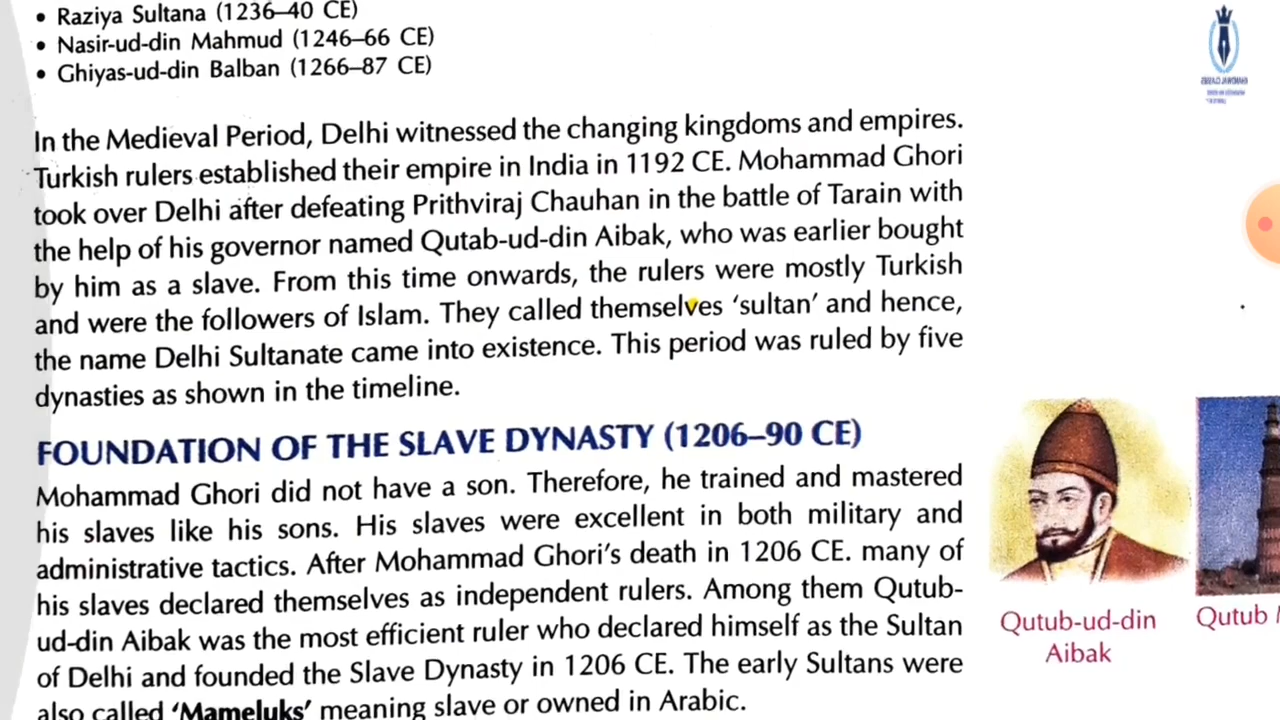 • Raziya Sultana (1236–40 CE)
• Nasir-ud-din Mahmud (1246–66 CE)
• Ghiyas-ud-din Balban (1266–87 CE)
In the Medieval Period, Delhi witnessed the changing kingdoms and empires.
Turkish rulers established their empire in India in 1192 CE. Mohammad Ghori
took over Delhi after defeating Prithviraj Chauhan in the battle of Tarain with
the help of his governor named Qutab-ud-din Aibak, who was earlier bought
by him as a slave. From this time onwards, the rulers were mostly Turkish
and were the followers of Islam. They called themselves ‘sultan’ and hence,
the name Delhi Sultanate came into existence. This period was ruled by five
dynasties as shown in the timeline.
FOUNDATION OF THE SLAVE DYNASTY (1206–90 CE)
Mohammad Ghori did not have a son. Therefore, he trained and mastered
his slaves like his sons. His slaves were excellent in both military and
administrative tactics. After Mohammad Ghori’s death in 1206 CE. many of
his slaves declared themselves as independent rulers. Among them Qutub-
ud-din Aibak was the most efficient ruler who declared himself as the Sultan
of Delhi and founded the Slave Dynasty in 1206 CE. The early Sultans were
also called ‘Mameluks’ meaning slave or owned in Arabic.
Qutub-ud-din
Aibak
Qutub